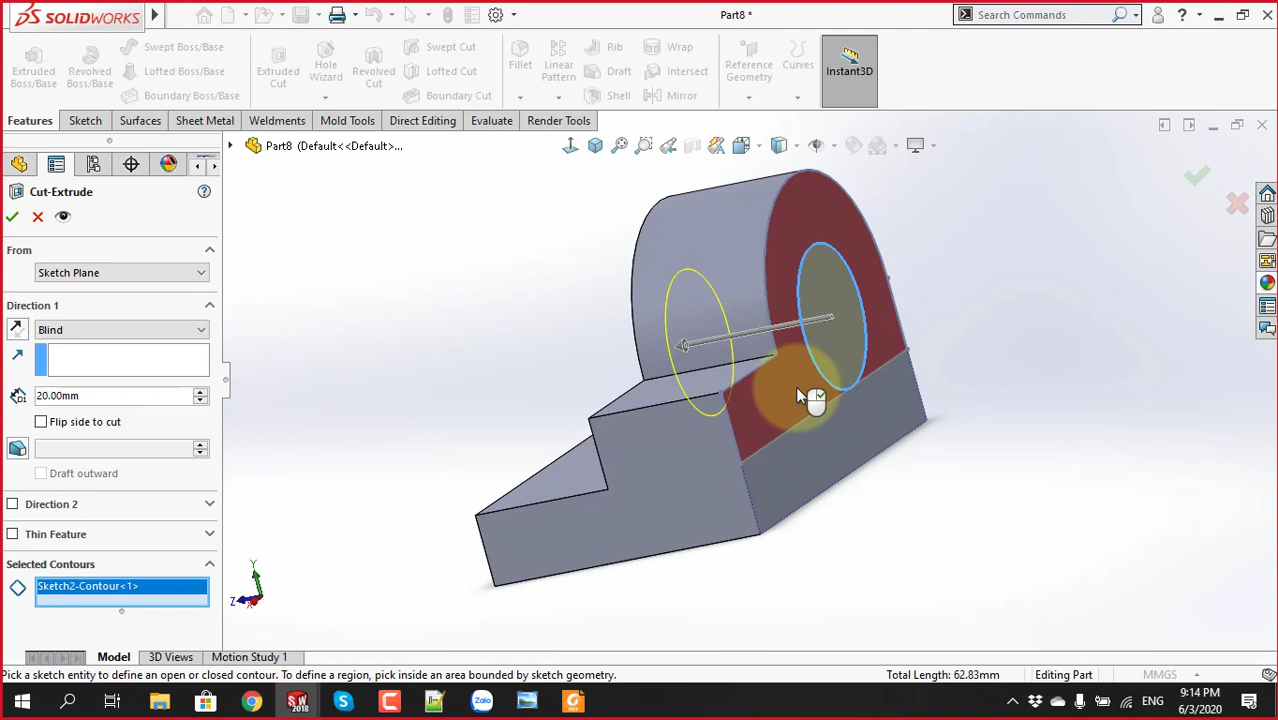 SOLIDWORKS
Part8 *
Search Commands
?
Extruded Boss/Base
Revolved Boss/Base
Swept Boss/Base
Lofted Boss/Base
Boundary Boss/Base
Extruded Cut
Hole Wizard
Revolved Cut
Swept Cut
Lofted Cut
Boundary Cut
Fillet
Linear Pattern
Rib
Draft
Shell
Wrap
Intersect
Mirror
Reference Geometry
Curves
Instant3D
Features
Sketch
Surfaces
Sheet Metal
Weldments
Mold Tools
Direct Editing
Evaluate
Render Tools
Part8 (Default<<Default>...
Cut-Extrude
?
From
Sketch Plane
Direction 1
Blind
D1
20.00mm
Flip side to cut
Draft outward
Direction 2
Thin Feature
Selected Contours
Sketch2-Contour<1>
Y
Z
X
Model
3D Views
Motion Study 1
Pick a sketch entity to define an open or closed contour. To define a region, pick inside an area bounded by sketch geometry.
Total Length: 62.83mm
Editing Part
MMGS
SW
2018
Zalo
ENG
9:14 PM
6/3/2020